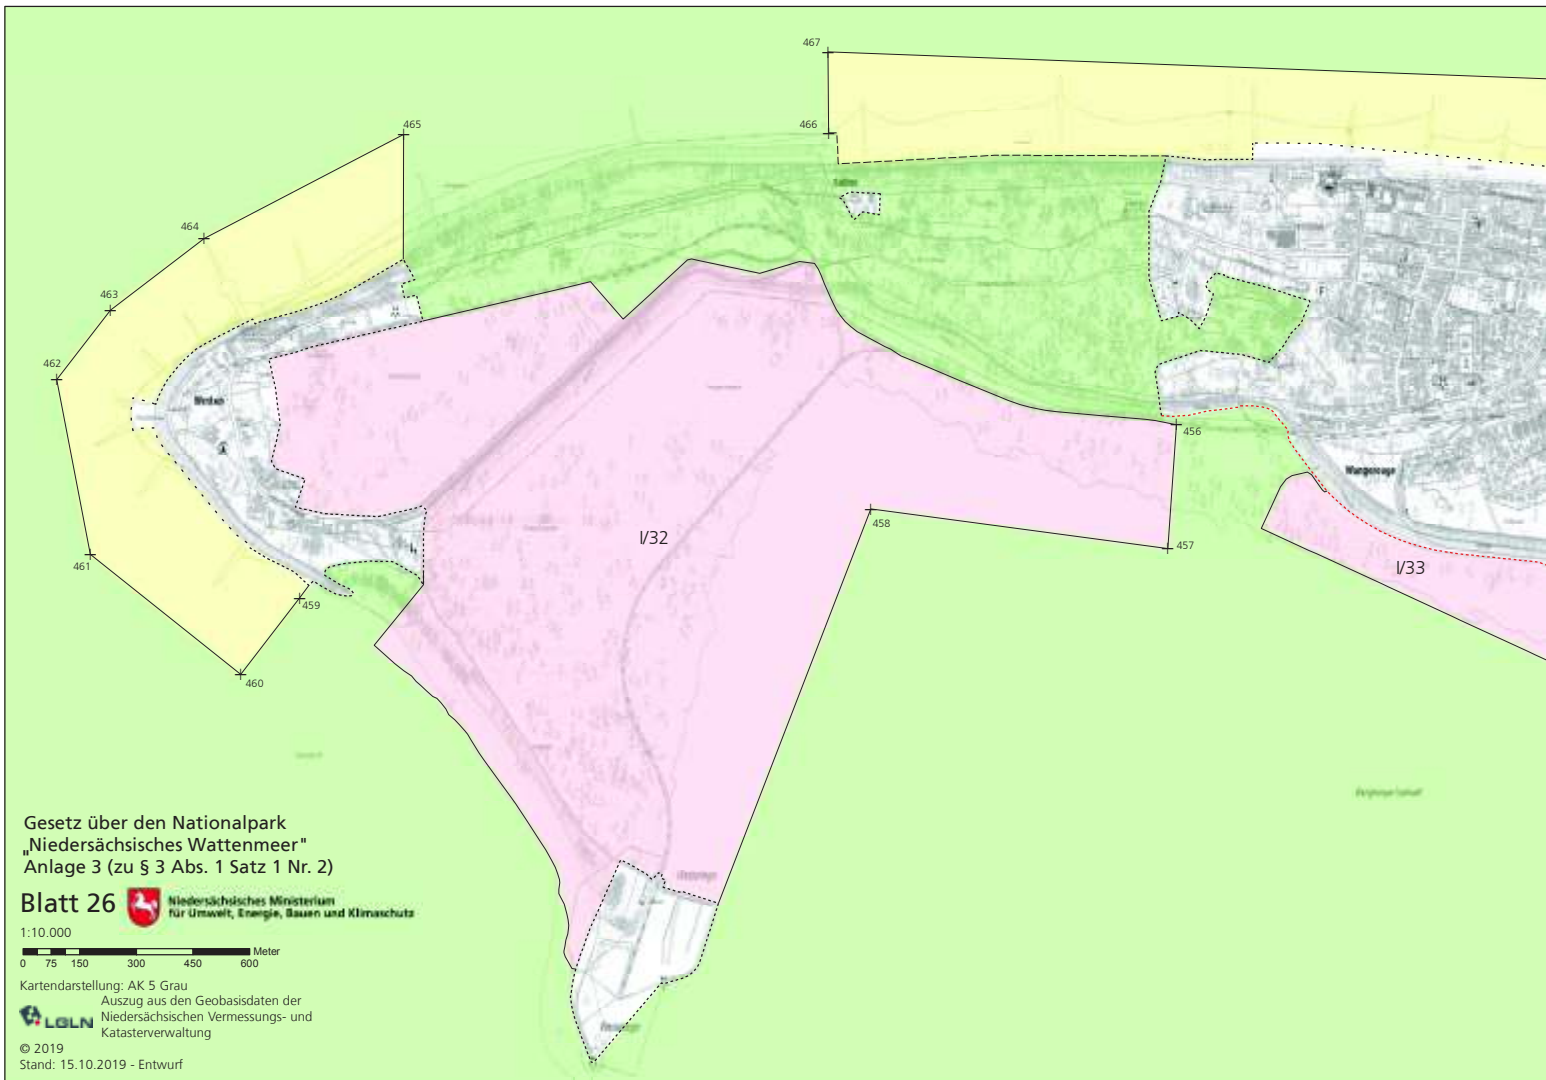 467
466
465
464
463
462
461
459
460
Westen
456
457
458
Wangerooge
I/32
I/33
Gesetz über den Nationalpark
„Niedersächsisches Wattenmeer"
Anlage 3 (zu § 3 Abs. 1 Satz 1 Nr. 2)
Blatt 26
Niedersächsisches Ministerium
für Umwelt, Energie, Bauen und Klimaschutz
1:10.000
Meter
0 75 150 300 450 600
Kartendarstellung: AK 5 Grau
Auszug aus den Geobasisdaten der
Niedersächsischen Vermessungs- und
Katasterverwaltung
LGLN
© 2019
Stand: 15.10.2019 - Entwurf